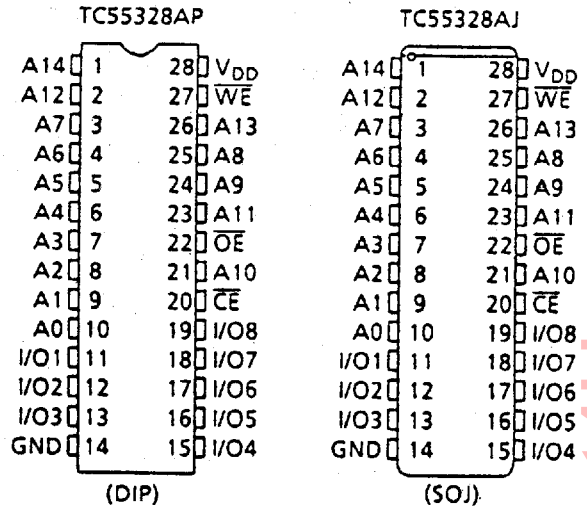 TC55328AP
A14 1 28 VDD
A12 2 27 WE
A7 3 26 A13
A6 4 25 A8
A5 5 24 A9
A4 6 23 A11
A3 7 22 OE
A2 8 21 A10
A1 9 20 CE
A0 10 19 I/O8
I/O1 11 18 I/O7
I/O2 12 17 I/O6
I/O3 13 16 I/O5
GND 14 15 I/O4
(DIP)
TC55328AJ
A14 1 28 VDD
A12 2 27 WE
A7 3 26 A13
A6 4 25 A8
A5 5 24 A9
A4 6 23 A11
A3 7 22 OE
A2 8 21 A10
A1 9 20 CE
A0 10 19 I/O8
I/O1 11 18 I/O7
I/O2 12 17 I/O6
I/O3 13 16 I/O5
GND 14 15 I/O4
(SOJ)